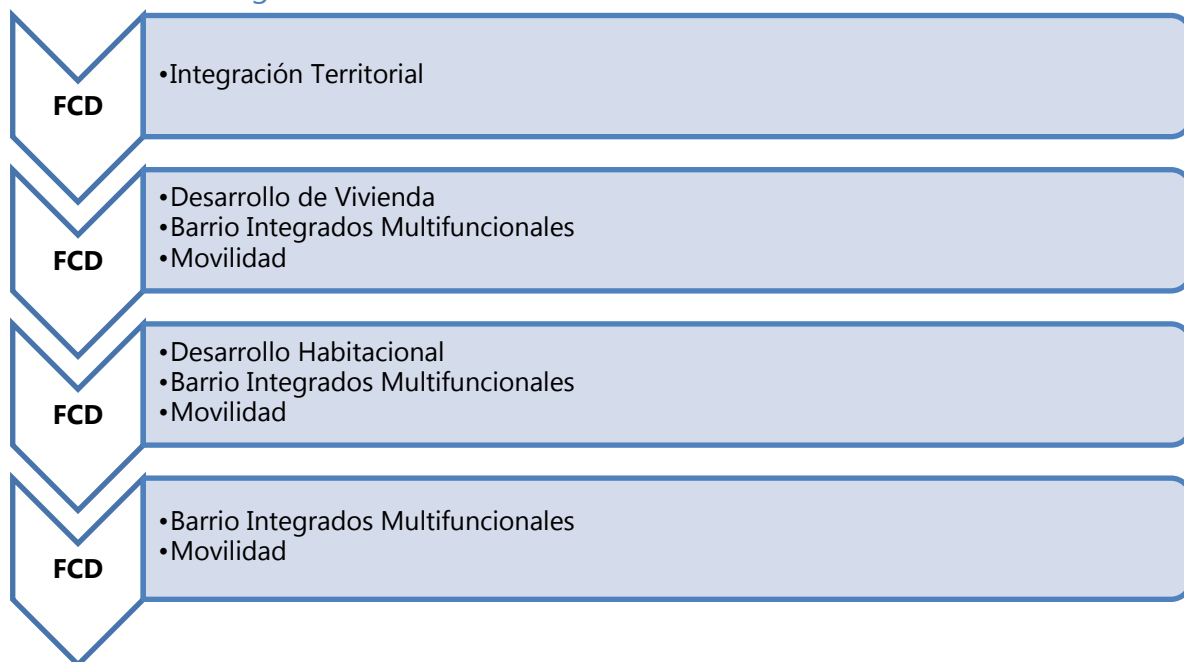 FCD
•Integración Territorial
FCD
•Desarrollo de Vivienda
•Barrio Integrados Multifuncionales
•Movilidad
FCD
•Desarrollo Habitacional
•Barrio Integrados Multifuncionales
•Movilidad
FCD
•Barrio Integrados Multifuncionales
•Movilidad